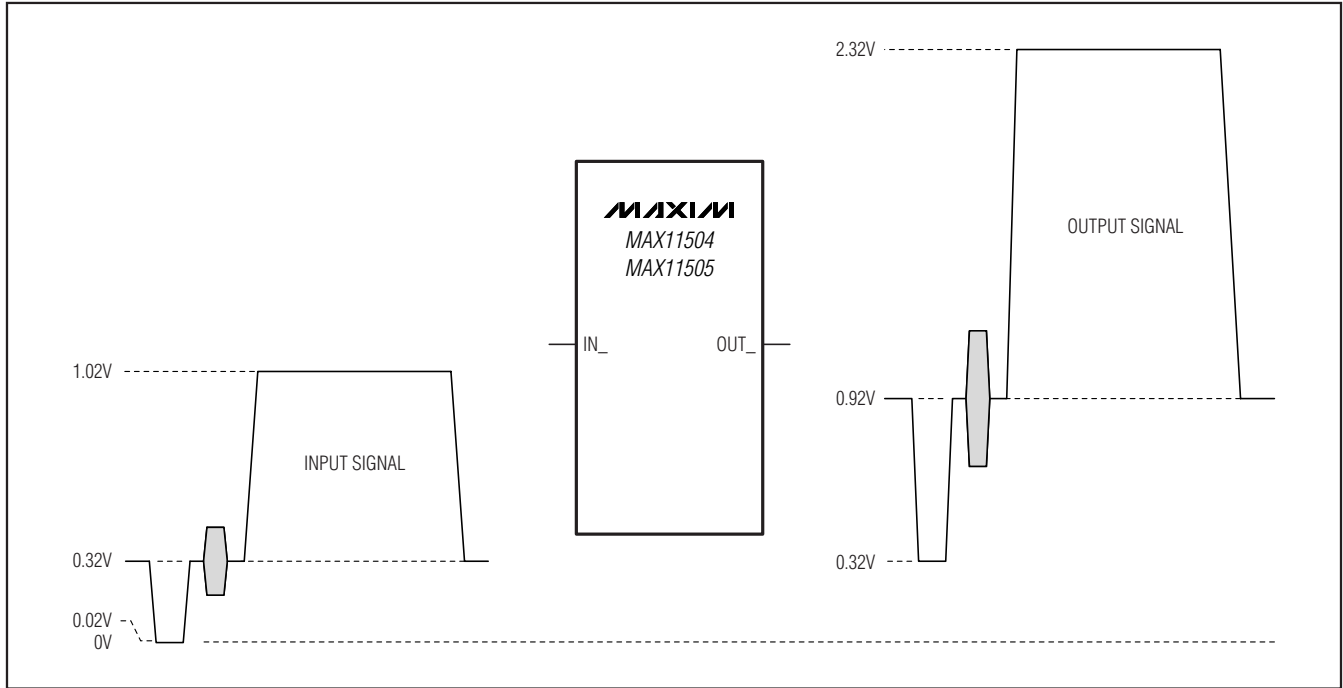 2.32V
MAXIM
MAX11504
MAX11505
OUTPUT SIGNAL
IN_
OUT_
1.02V
0.92V
INPUT SIGNAL
0.32V
0.32V
0.02V
0V